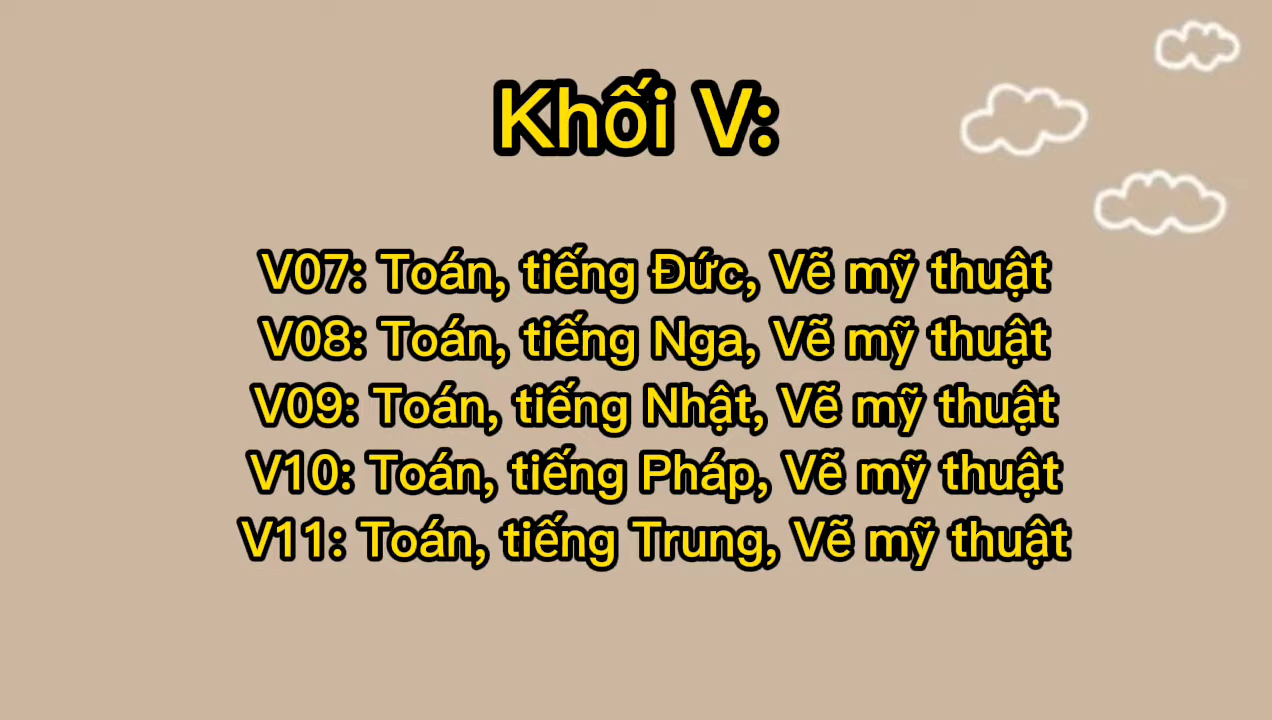 Khối V:
V07: Toán, tiếng Đức, Vẽ mỹ thuật
V08: Toán, tiếng Nga, Vẽ mỹ thuật
V09: Toán, tiếng Nhật, Vẽ mỹ thuật
V10: Toán, tiếng Pháp, Vẽ mỹ thuật
V11: Toán, tiếng Trung, Vẽ mỹ thuật